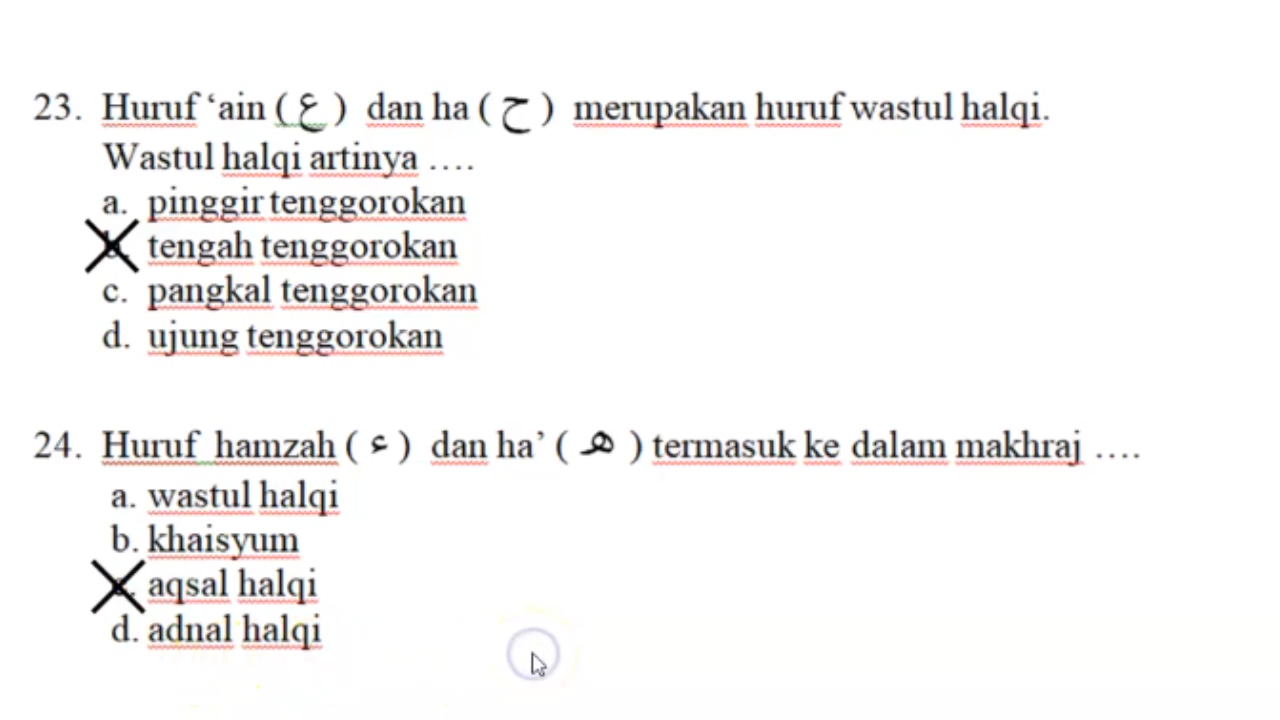 23. Huruf ‘ain ( ع ) dan ha ( ح ) merupakan huruf wastul halqi.
Wastul halqi artinya ….
a. pinggir tenggorokan
b. tengah tenggorokan
c. pangkal tenggorokan
d. ujung tenggorokan
24. Huruf hamzah ( ء ) dan ha’ ( ھ ) termasuk ke dalam makhraj ….
a. wastul halqi
b. khaisyum
c. aqsal halqi
d. adnal halqi